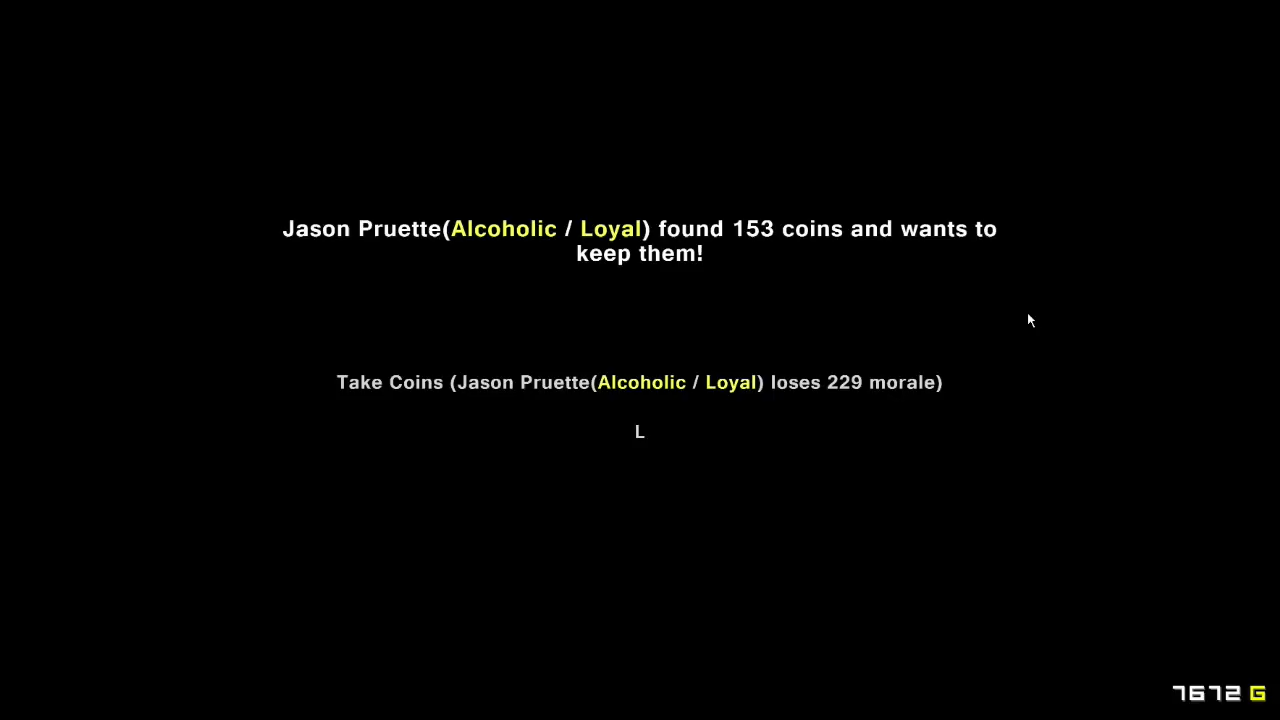 Jason Pruette(Alcoholic / Loyal) found 153 coins and wants to
keep them!
Take Coins (Jason Pruette(Alcoholic / Loyal) loses 229 morale)
L
7672 G